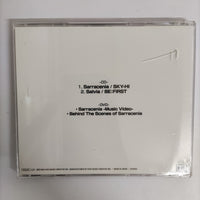 -CD-
1. Sarracenia / SKY-HI
2. Salvia / BE:FIRST
-DVD-
• Sarracenia -Music Video-
• Behind The Scenes of Sarracenia